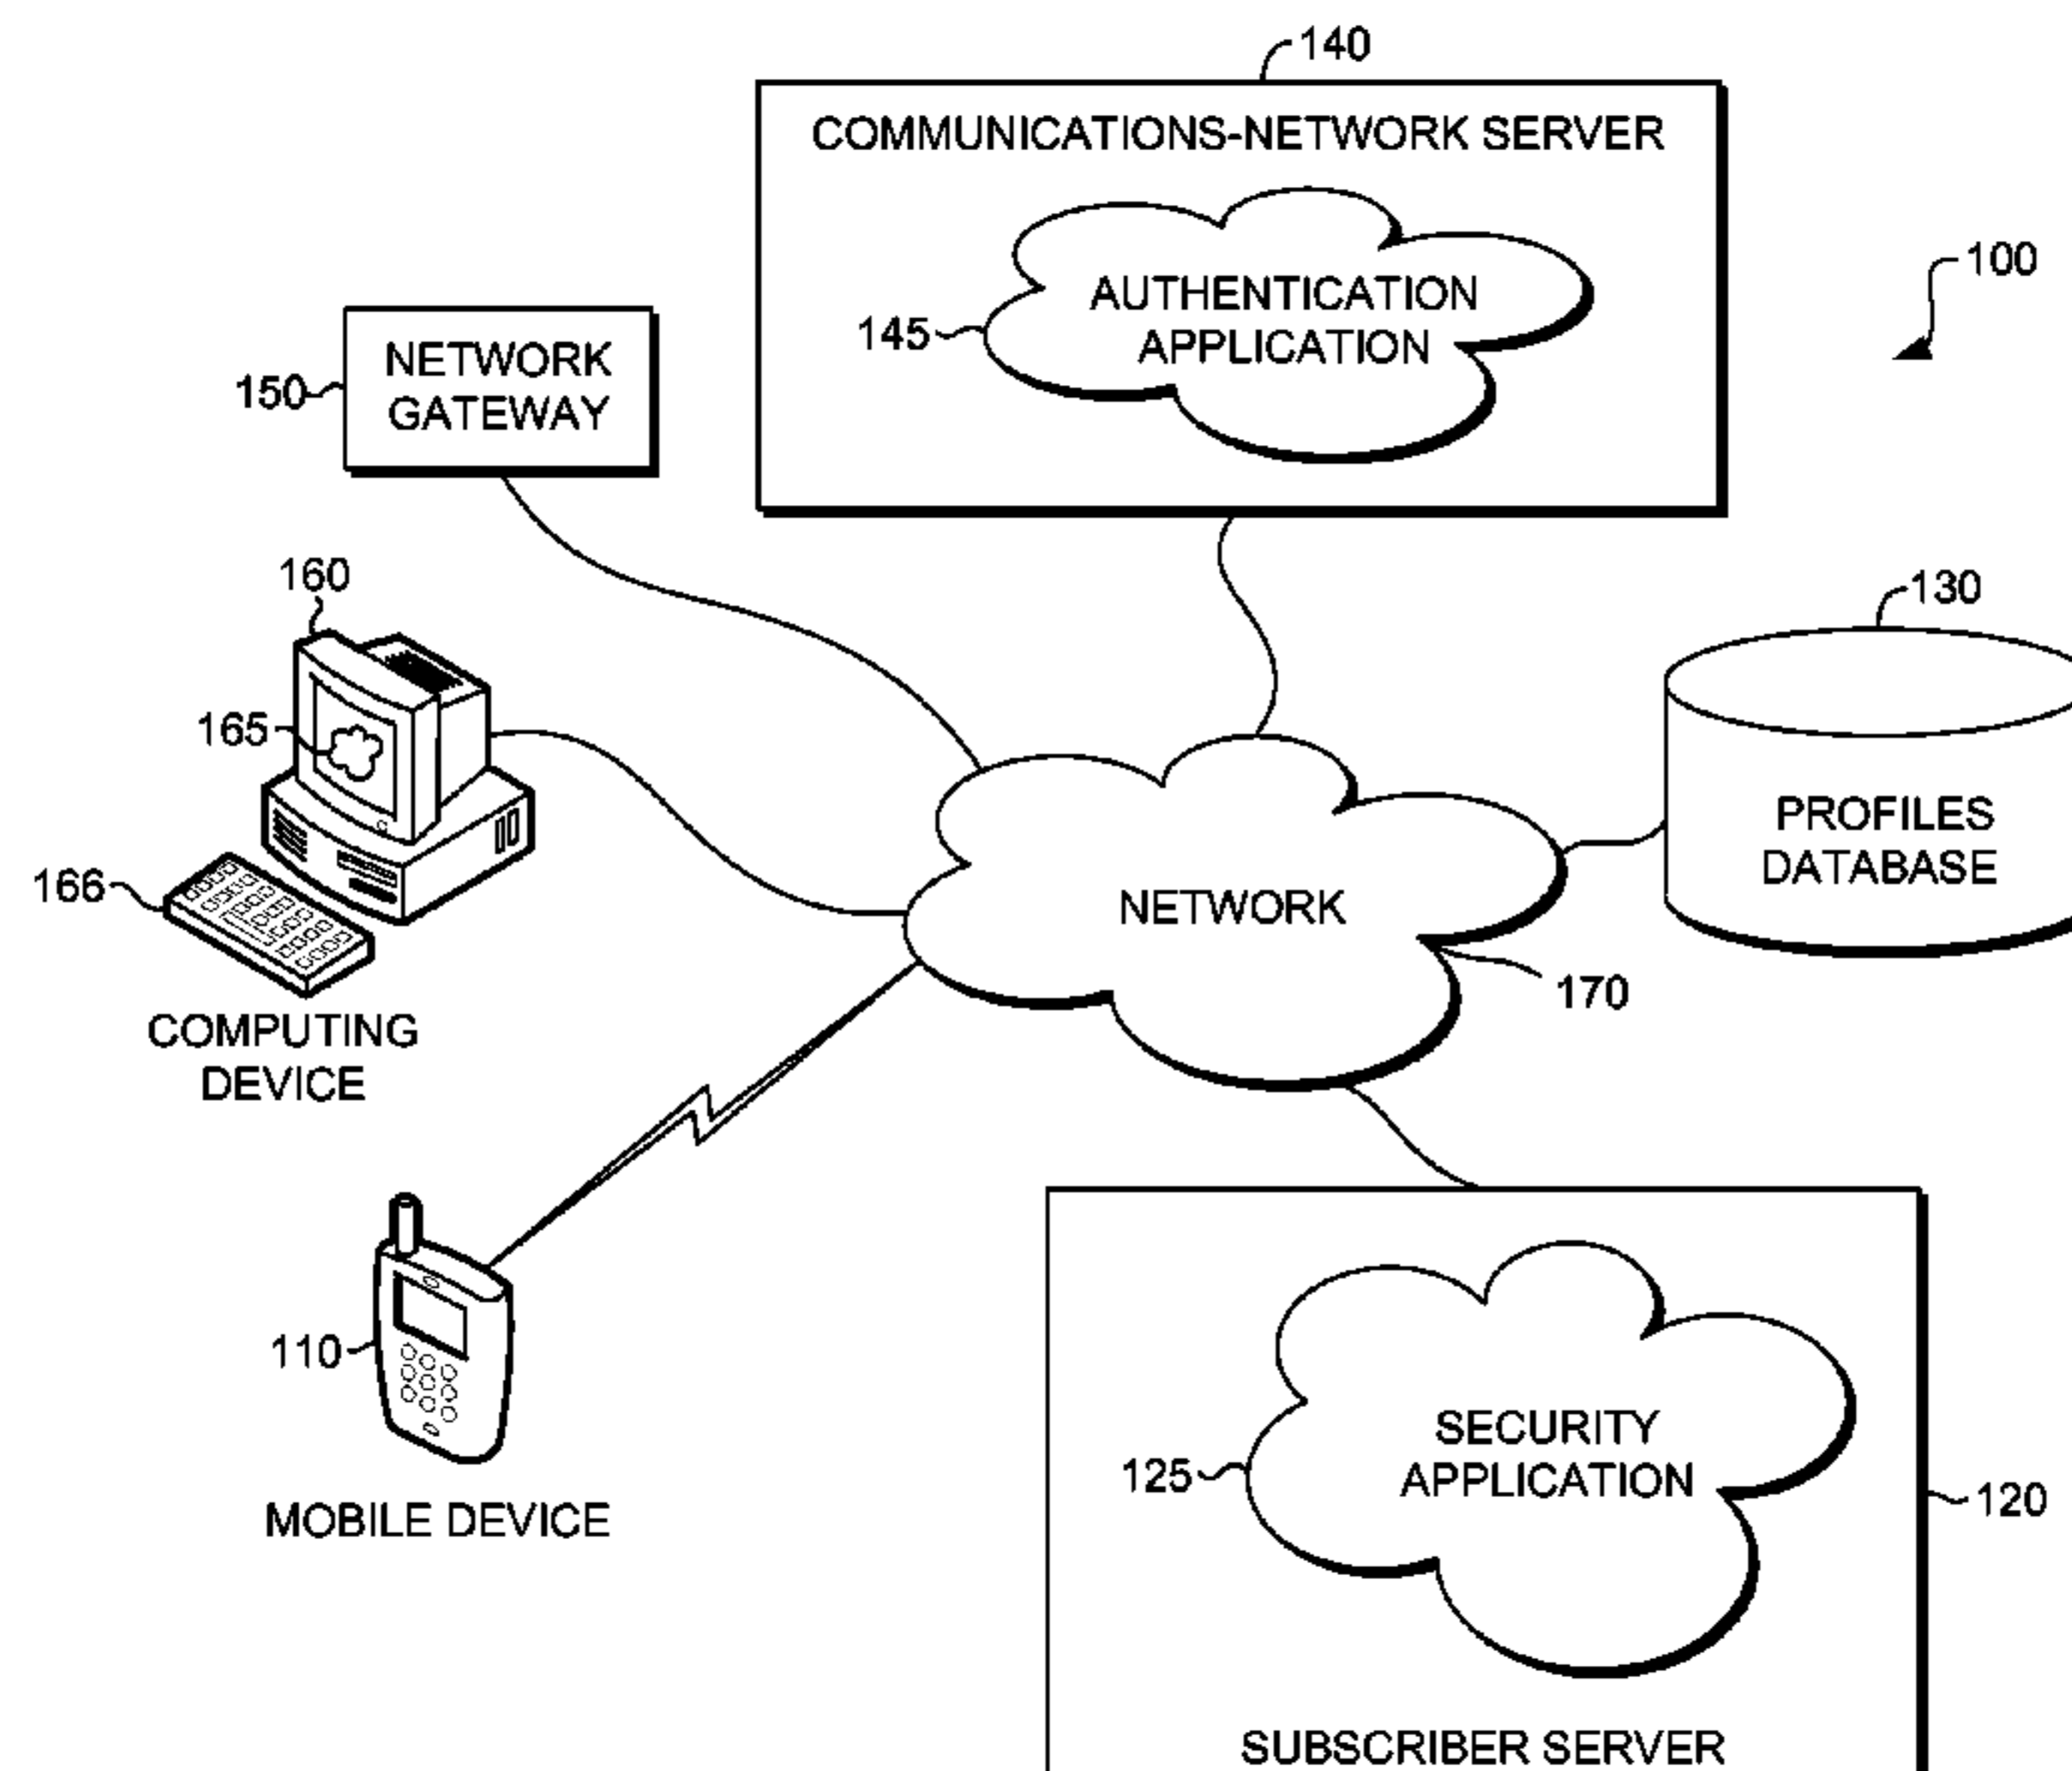 140
COMMUNICATIONS-NETWORK SERVER
AUTHENTICATION
APPLICATION
145
100
NETWORK
GATEWAY
150
160
165
166
COMPUTING
DEVICE
130
PROFILES
DATABASE
NETWORK
170
110
MOBILE DEVICE
SECURITY
APPLICATION
125
120
SUBSCRIBER SERVER